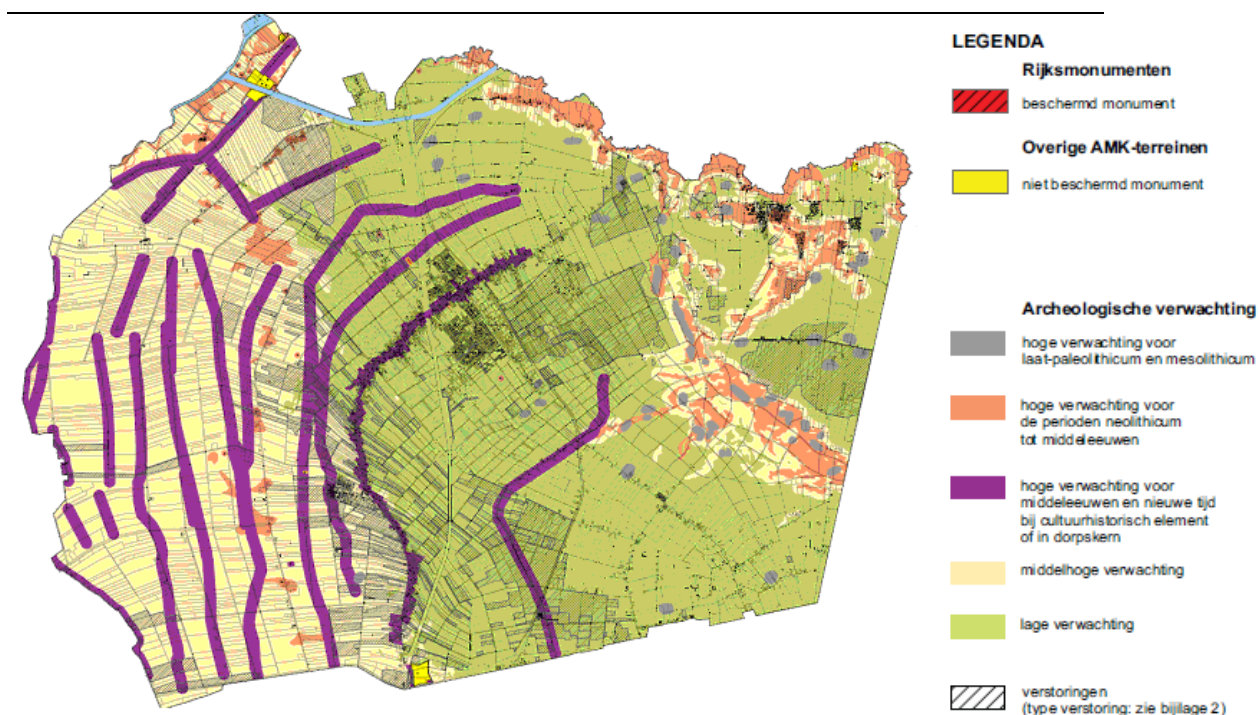 LEGENDA
Rijksmonumenten
beschermd monument
Overige AMK-terreinen
niet beschermd monument
Archeologische verwachting
hoge verwachting voor
laat-paleolithicum en mesolithicum
hoge verwachting voor
de perioden neolithicum
tot middeleeuwen
hoge verwachting voor
middeleeuwen en nieuwe tijd
bij cultuurhistorisch element
of in dorpskern
middelhoge verwachting
lage verwachting
verstoringen
(type verstoring: zie bijlage 2)